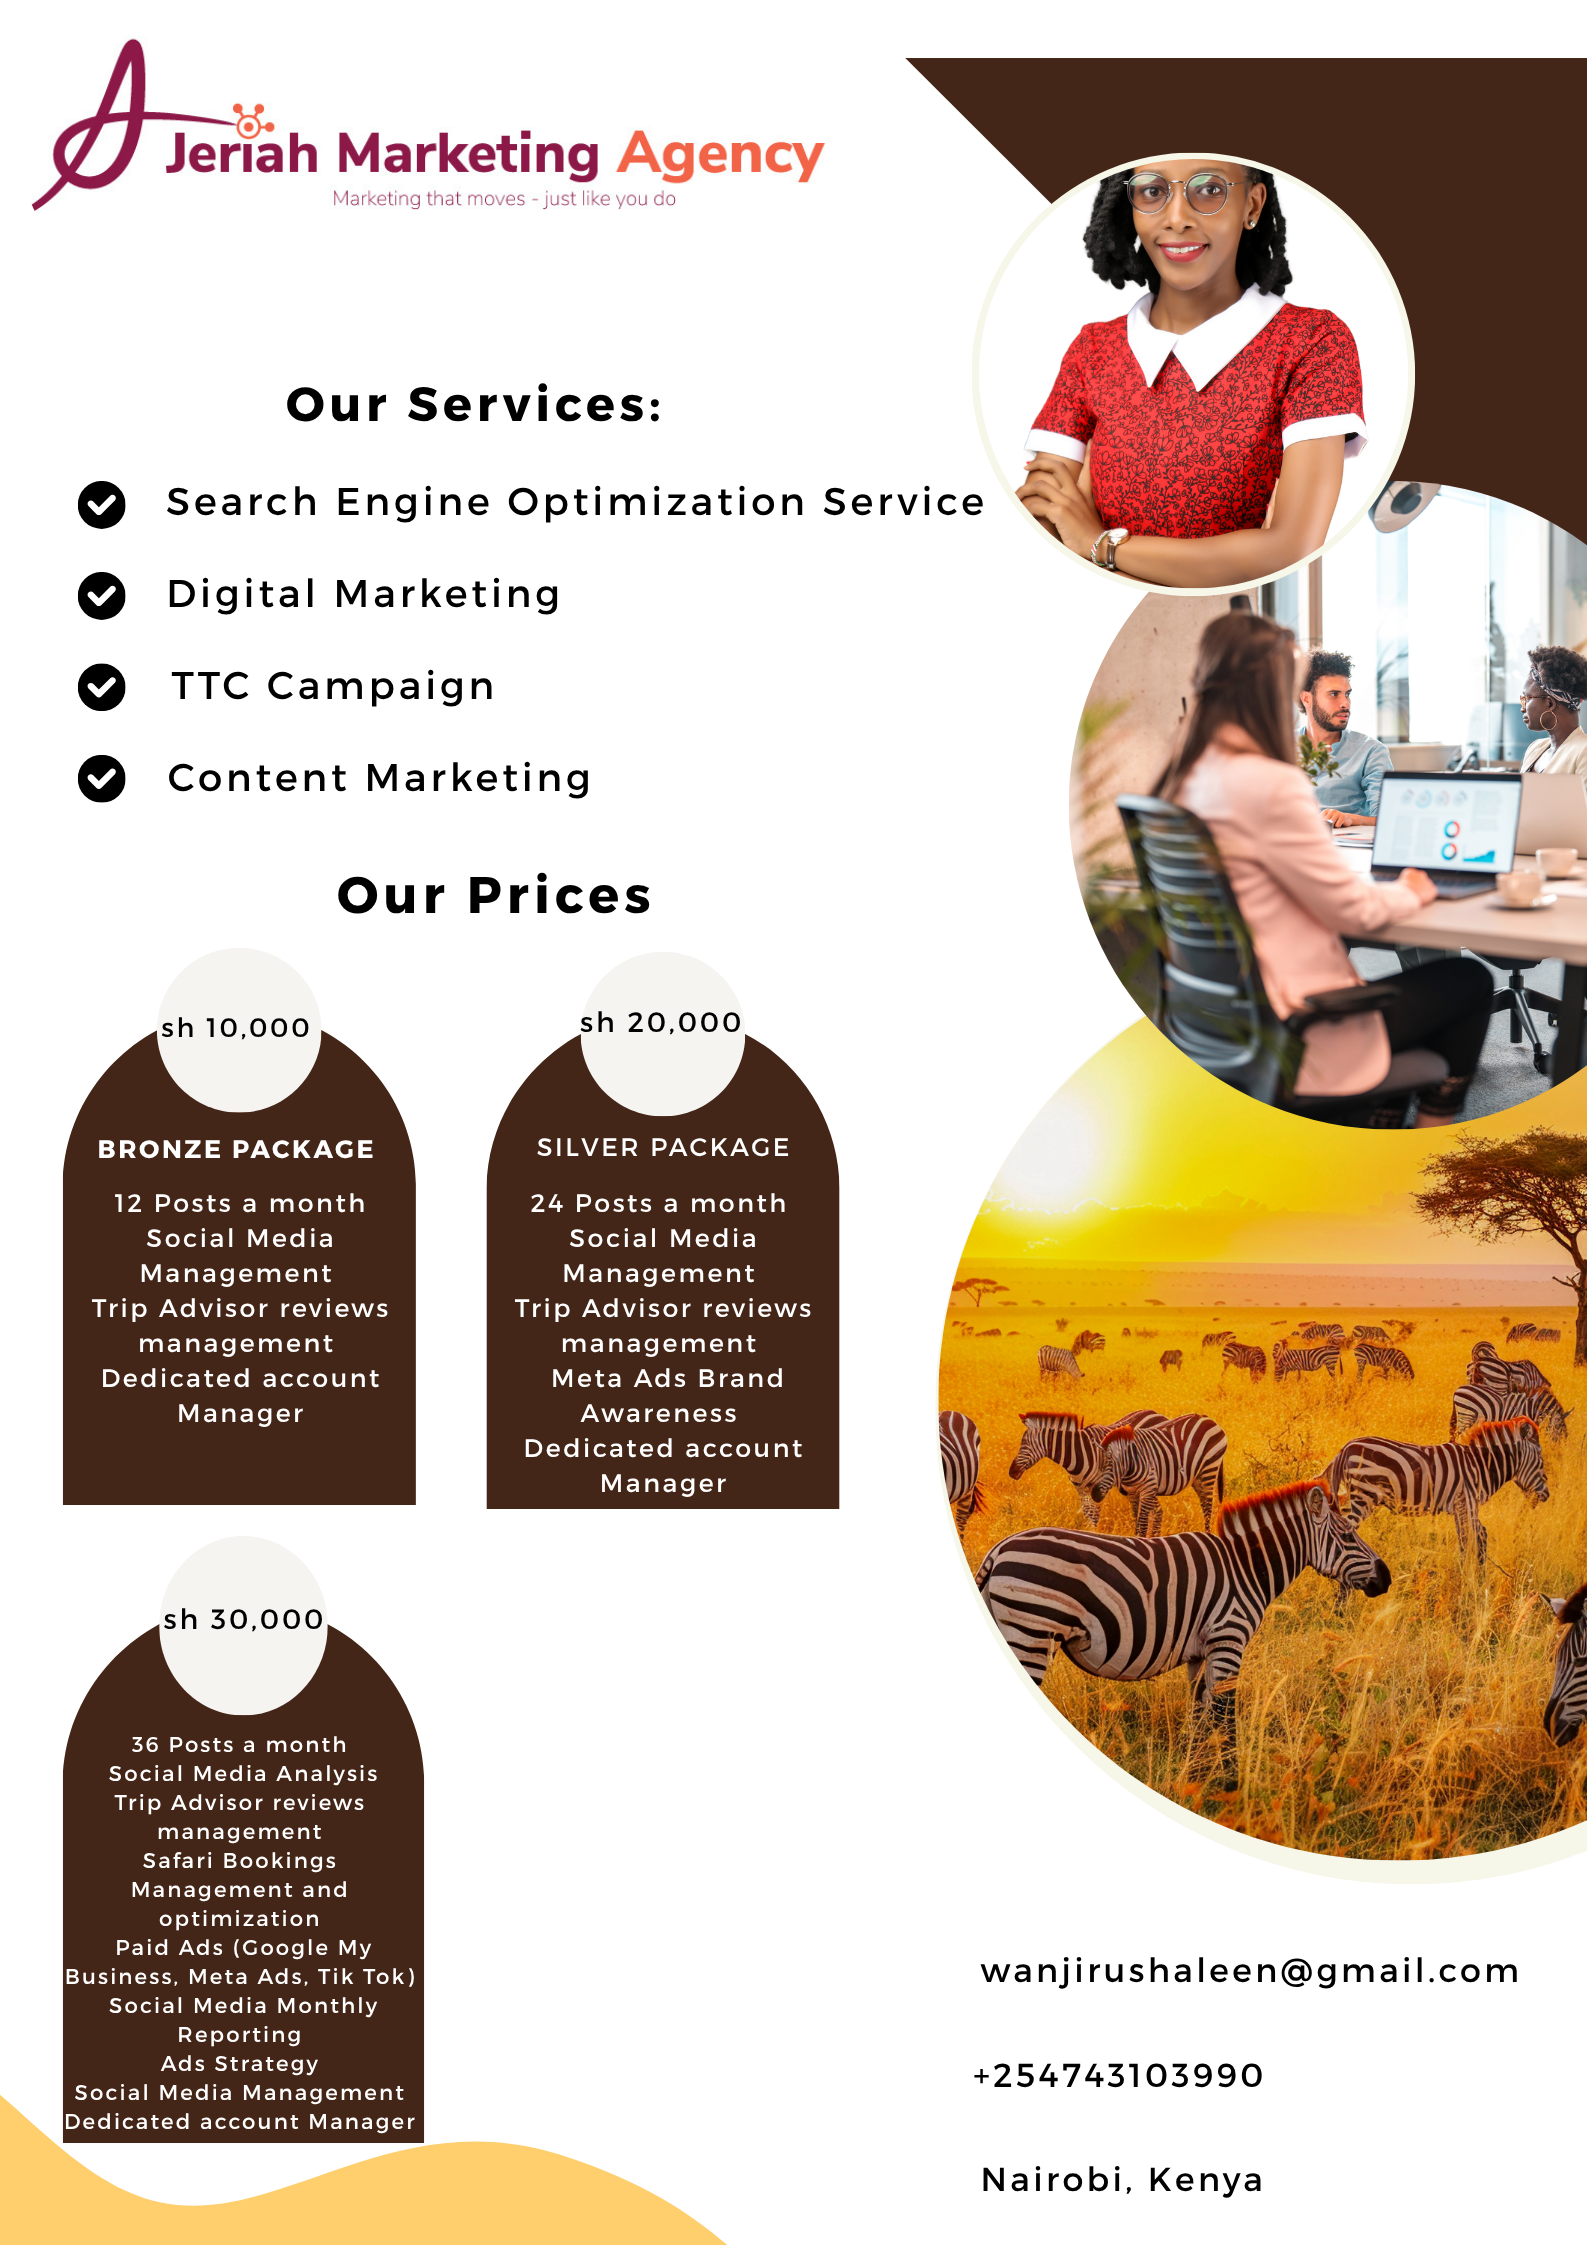 Jeriah Marketing Agency
Marketing that moves - just like you do
Our Services:
Search Engine Optimization Service
Digital Marketing
TTC Campaign
Content Marketing
Our Prices
sh 10,000
BRONZE PACKAGE
12 Posts a month
Social Media
Management
Trip Advisor reviews
management
Dedicated account
Manager
sh 20,000
SILVER PACKAGE
24 Posts a month
Social Media
Management
Trip Advisor reviews
management
Meta Ads Brand
Awareness
Dedicated account
Manager
sh 30,000
36 Posts a month
Social Media Analysis
Trip Advisor reviews
management
Safari Bookings
Management and
optimization
Paid Ads (Google My
Business, Meta Ads, Tik Tok)
Social Media Monthly
Reporting
Ads Strategy
Social Media Management
Dedicated account Manager
wanjirushaleen@gmail.com
+254743103990
Nairobi, Kenya